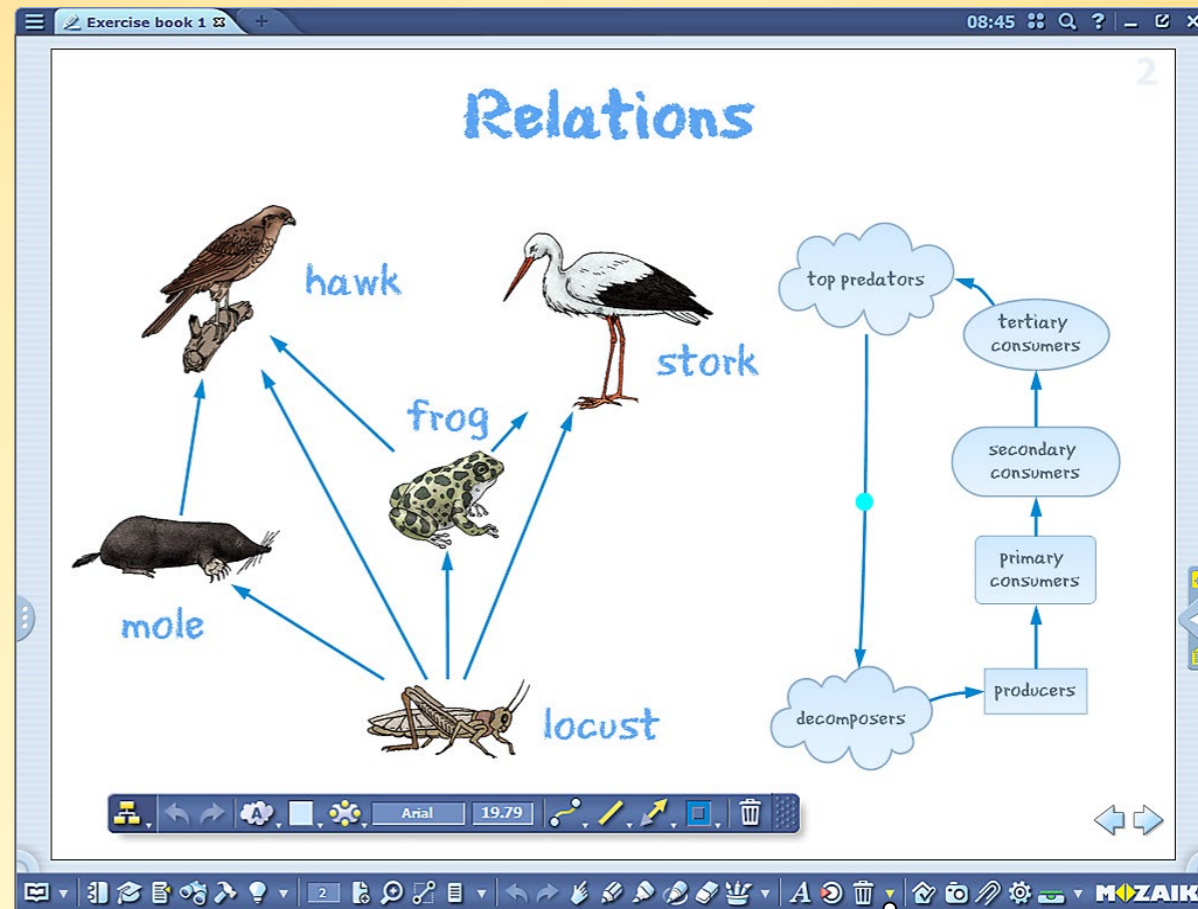 Exercise book 1
08:45
?
2
Relations
hawk
stork
frog
mole
locust
top predators
tertiary
consumers
secondary
consumers
primary
consumers
producers
decomposers
A
Arial
19.79
2
A
MOZAIK